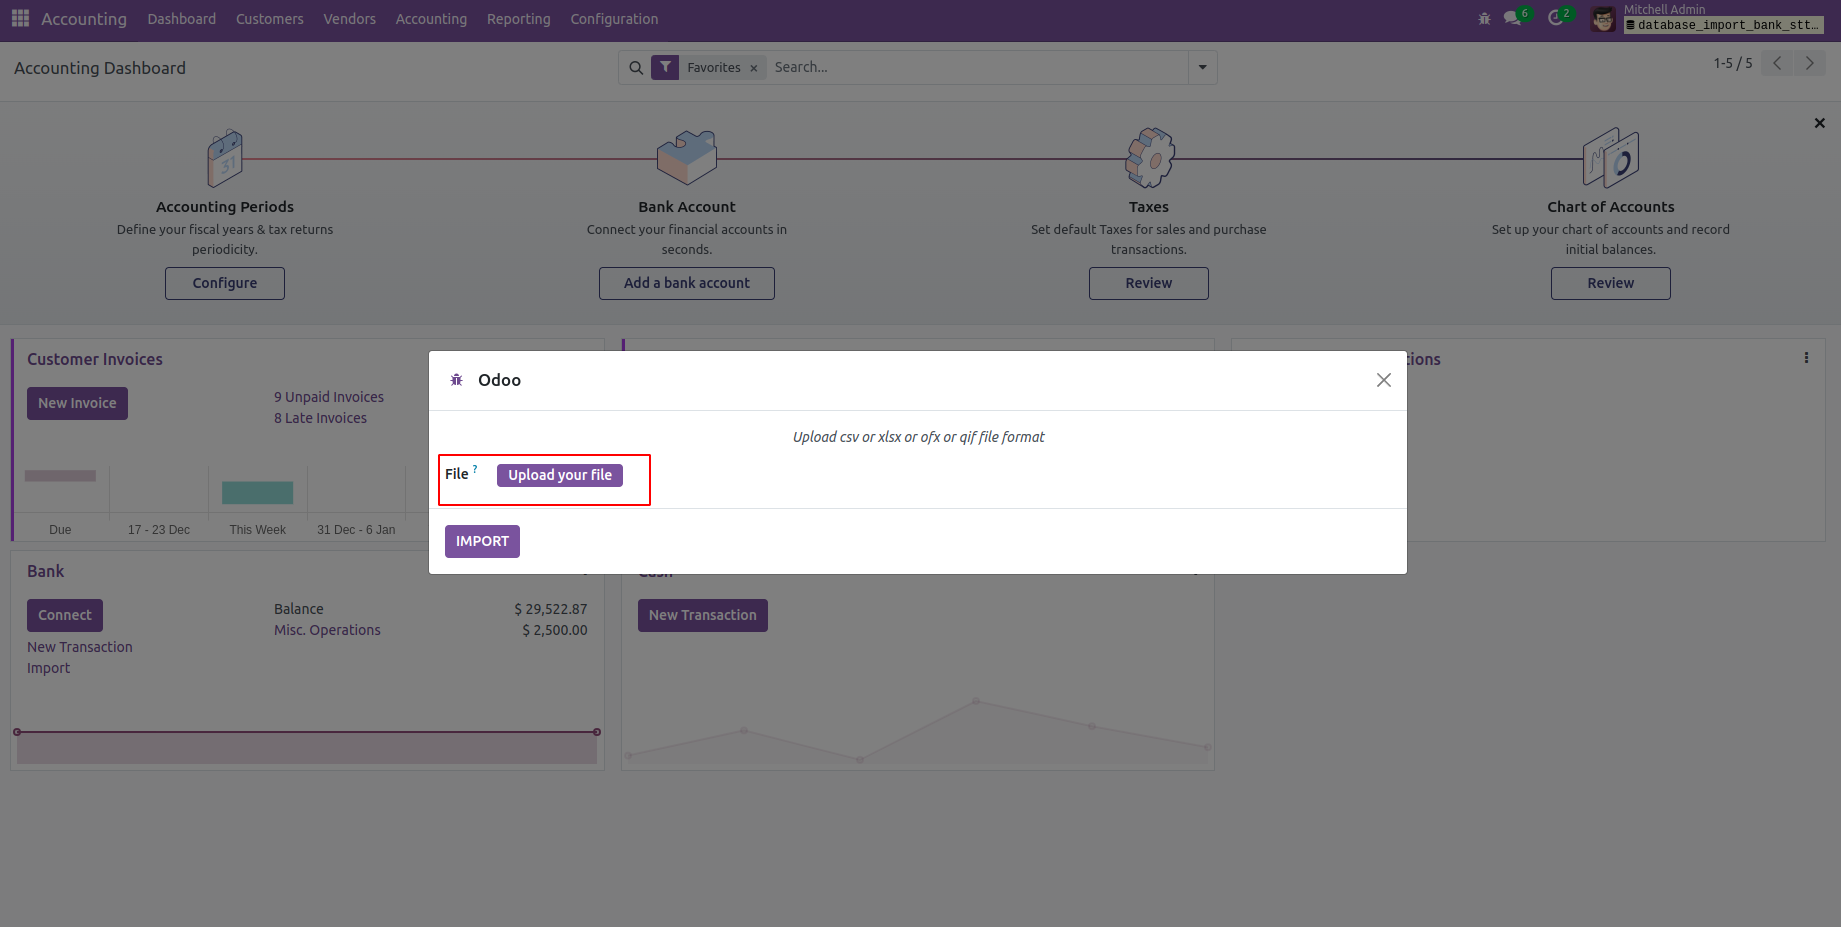 Accounting Dashboard Customers Vendors Accounting Reporting Configuration 6 2 Mitchell Admin
database_import_bank_stt...
Accounting Dashboard Favorites × Search... 1-5 / 5
31
Accounting Periods Bank Account Taxes Chart of Accounts
Define your fiscal years & tax returns Connect your financial accounts in Set default Taxes for sales and purchase Set up your chart of accounts and record
periodicity. seconds. transactions. initial balances.
Configure Add a bank account Review Review
Customer Invoices
New Invoice 9 Unpaid Invoices
8 Late Invoices
Due 17 - 23 Dec This Week 31 Dec - 6 Jan
Odoo
Upload csv or xlsx or ofx or qif file format
File ? Upload your file
IMPORT
Bank
Connect Balance $ 29,522.87
Misc. Operations $ 2,500.00
New Transaction
Import
Cash
New Transaction